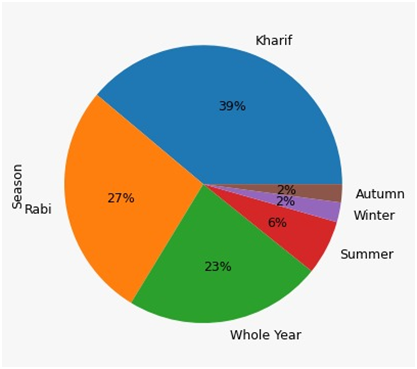 Kharif
39%
Season
Rabi
27%
2%
Autumn
2%
Winter
6%
Summer
23%
Whole Year